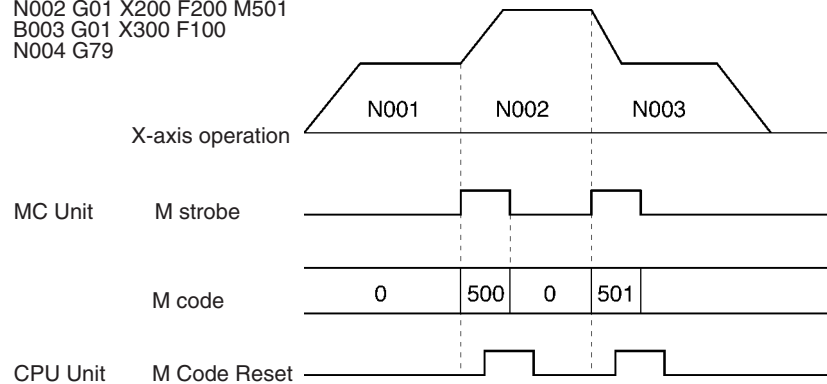 N002 G01 X200 F200 M501
B003 G01 X300 F100
N004 G79
N001 N002 N003
X-axis operation
MC Unit M strobe
M code 0 500 0 501
CPU Unit M Code Reset